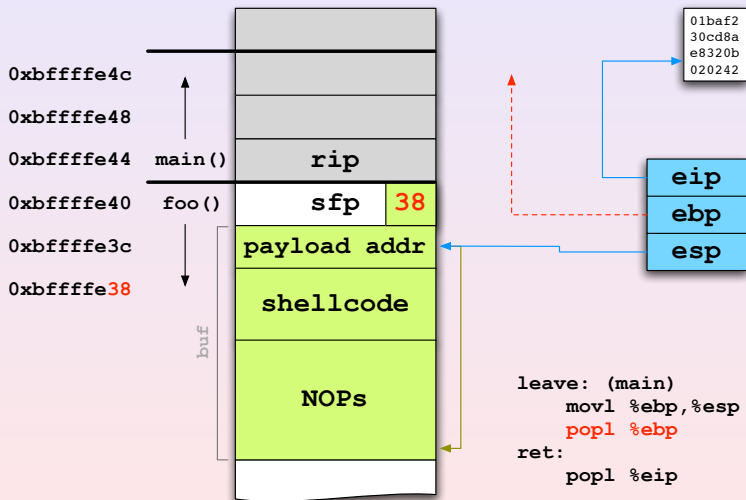 01baf2
30cd8a
e8320b
020242
0xbffffe4c
0xbffffe48
0xbffffe44 main() rip
eip
0xbffffe40 foo() sfp 38
ebp
0xbffffe3c payload addr
esp
0xbffffe38
shellcode
buf
NOPs
leave: (main)
movl %ebp,%esp
popl %ebp
ret:
popl %eip